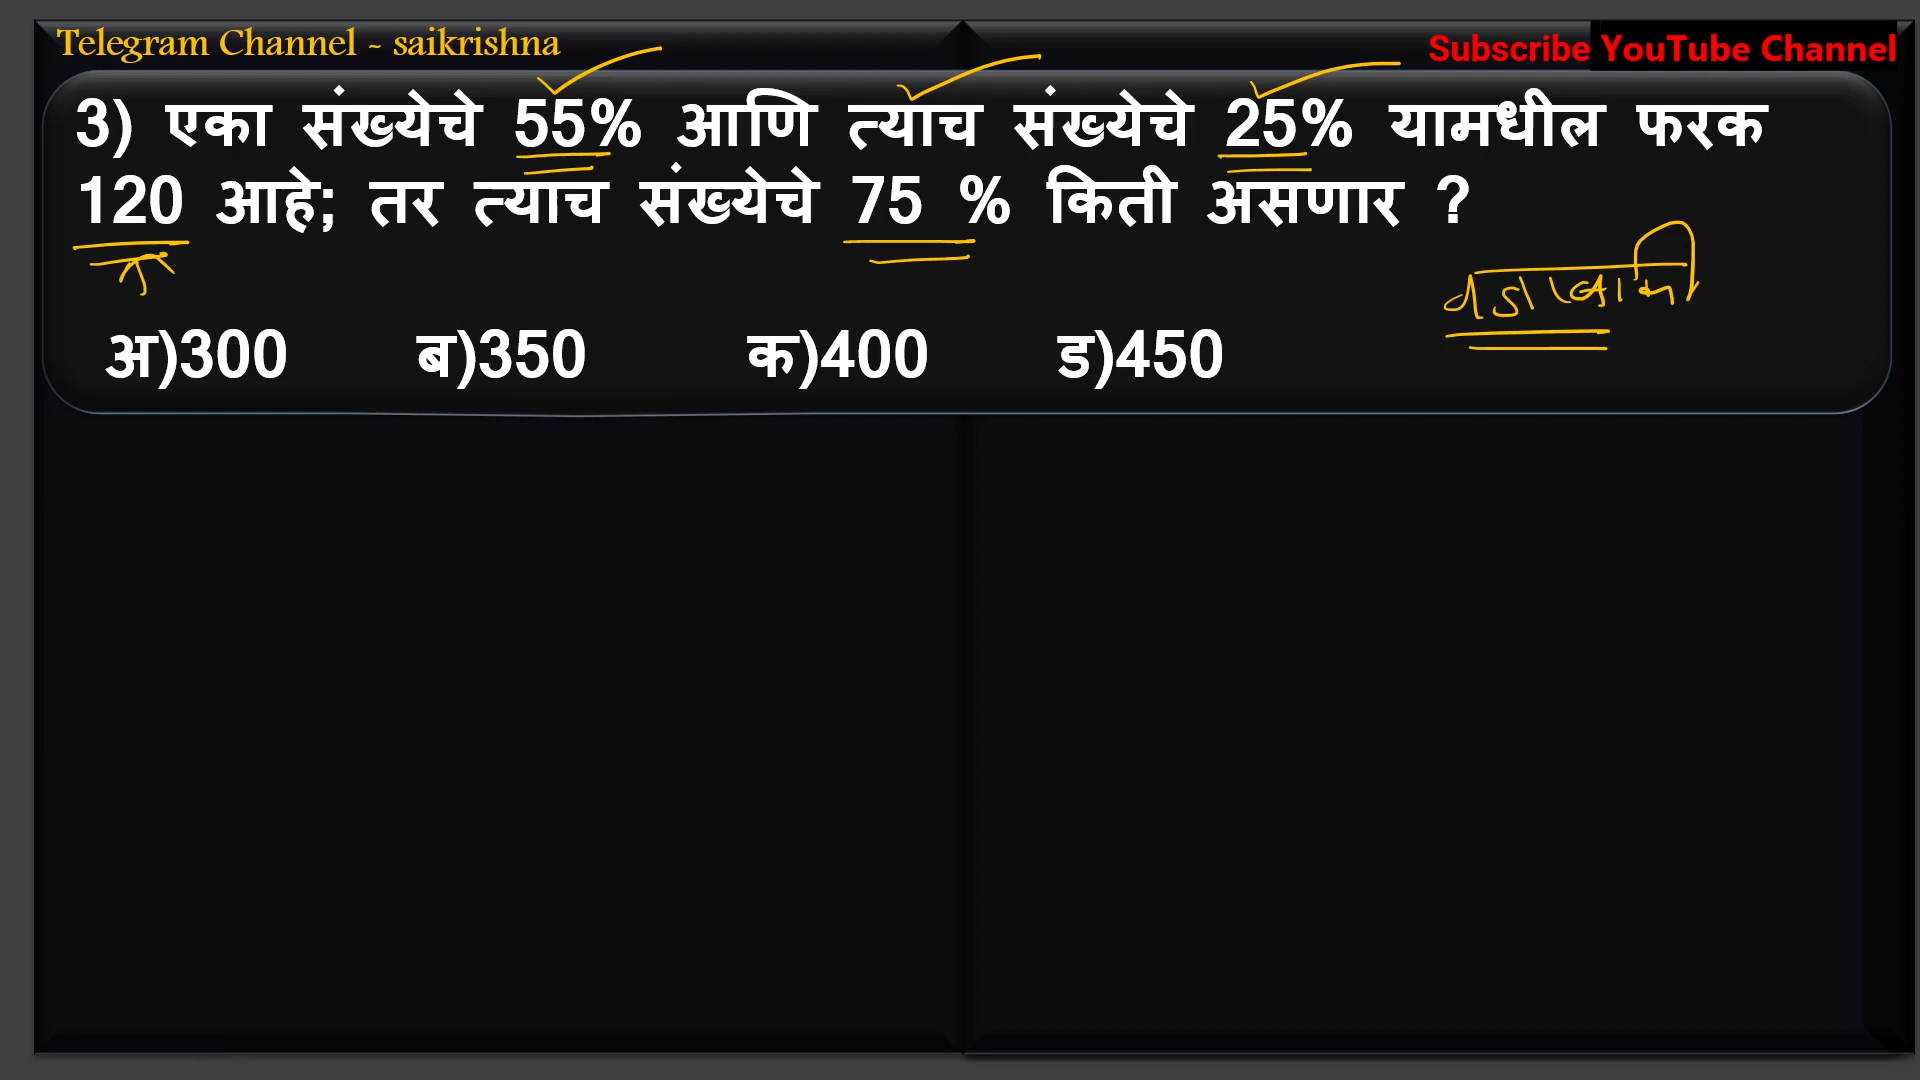 Telegram Channel ~ saikrishna
Subscribe YouTube Channel
3) एका संख्येचे 55% आणि त्याच संख्येचे 25% यामधील फरक
120 आहे; तर त्याच संख्येचे 75 % किती असणार ?
अ)300 ब)350 क)400 ड)450